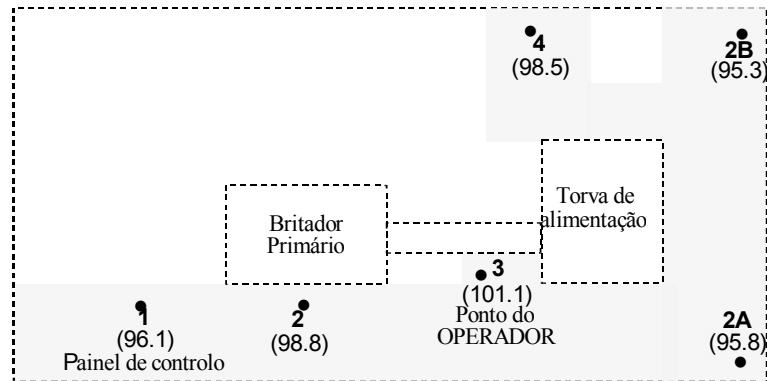 4
(98.5)
2B
(95.3)
Torva de
alimentação
Britador
Primário
3
(101.1)
Ponto do
OPERADOR
1
(96.1)
Painel de controlo
2
(98.8)
2A
(95.8)